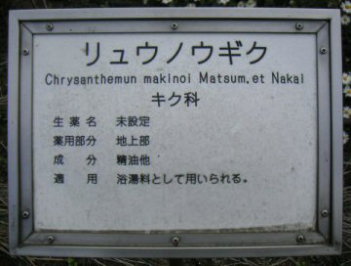 リュウノウギク
Chrysanthemun makinoi Matsum. et Nakai
キク科
生薬名 未設定
薬用部分 地上部
成分 精油他
適用 浴湯料として用いられる。